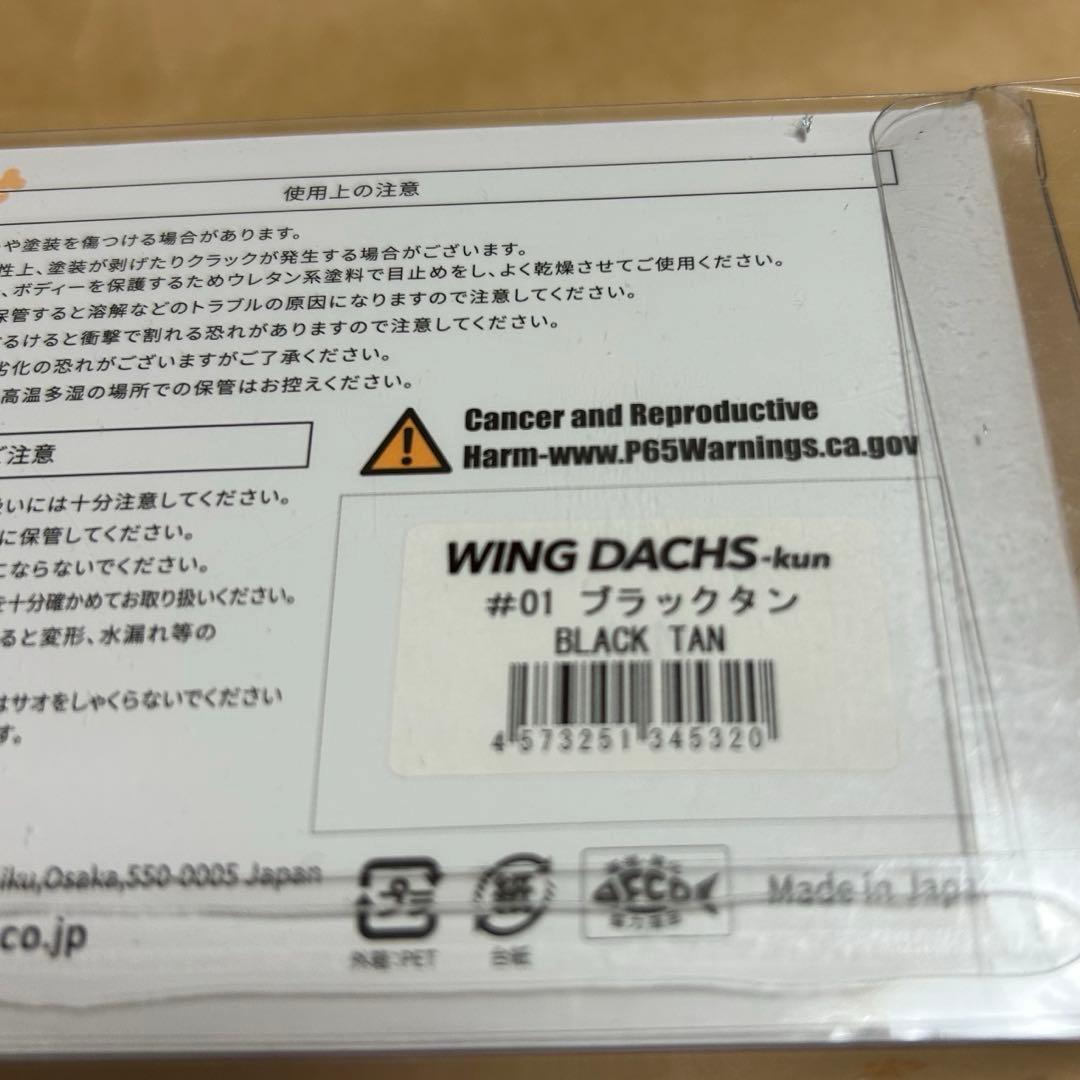 使用上の注意
や塗装を傷つける場合があります。
性上、塗装が剥げたりクラックが発生する場合がございます。
、ボディーを保護するためウレタン系塗料で目止めをし、よく乾燥させてご使用ください。
保管すると溶解などのトラブルの原因になりますので注意してください。
るけると衝撃で割れる恐れがありますので注意してください。
劣化の恐れがございますがご了承ください。
高温多湿の場所での保管はお控えください。
Cancer and Reproductive
Harm-www.P65Warnings.ca.gov
ご注意
扱いには十分注意してください。
に保管してください。
にならないでください。
を十分確かめてお取り扱いください。
ると変形、水漏れ等の
はサオをしゃくらないでください
す。
WING DACHS-kun
#01 ブラックタン
BLACK TAN
4 573251 345320
iku,Osaka,550-0005 Japan
co.jp
外装:PET
紙
台紙
Made in Japa